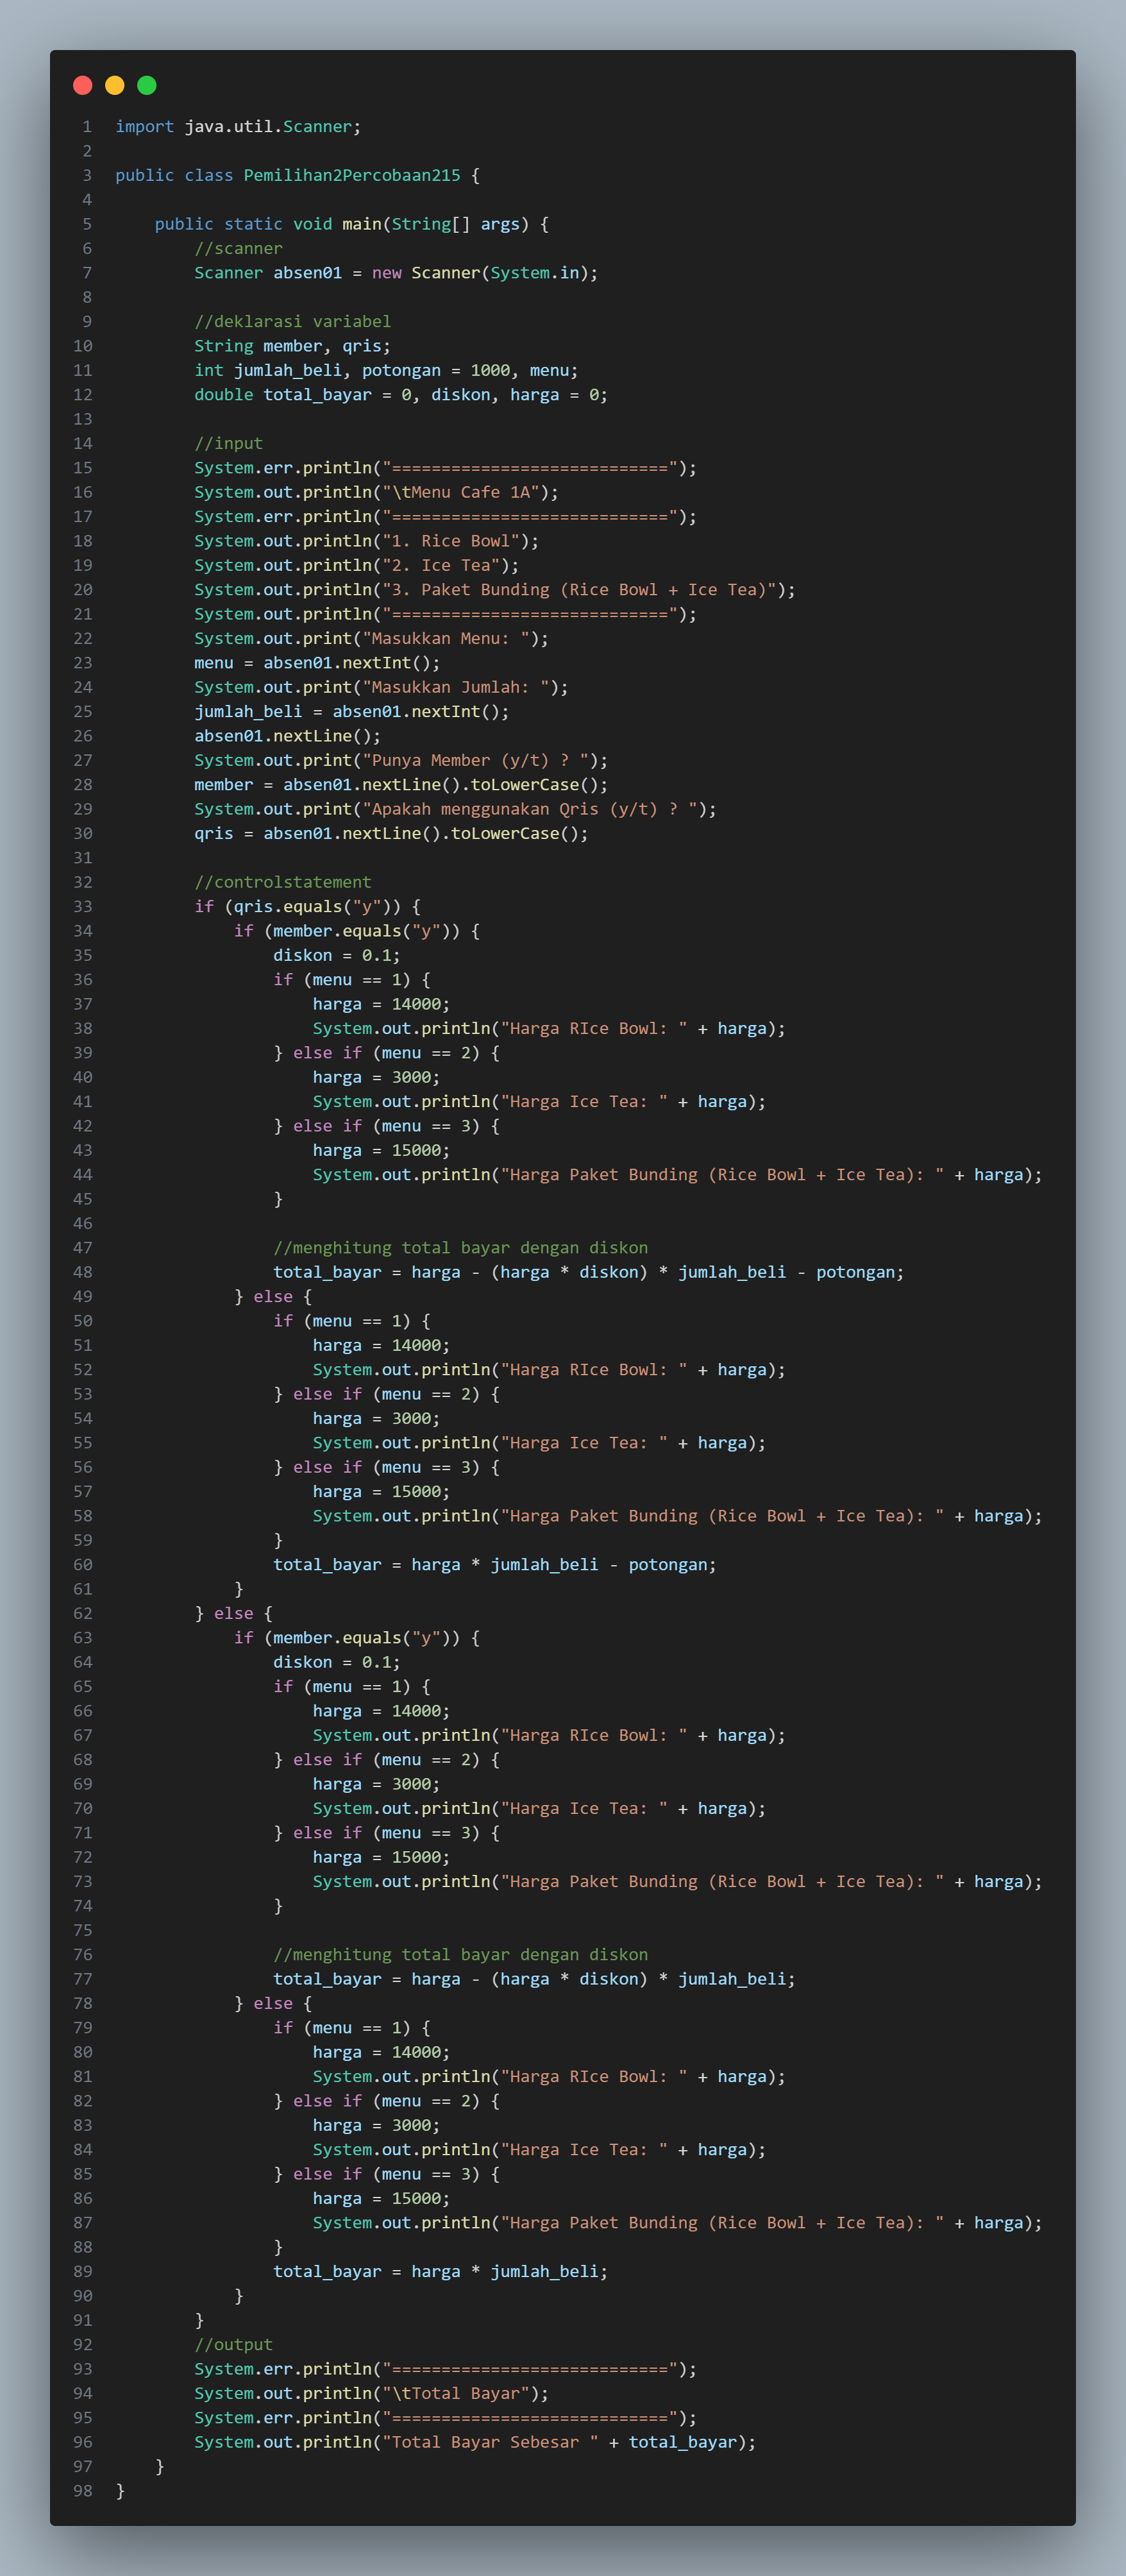 1 import java.util.Scanner;
2
3 public class Pemilihan2Percobaan215 {
4
5     public static void main(String[] args) {
6         //scanner
7         Scanner absen01 = new Scanner(System.in);
8
9         //deklarasi variabel
10         String member, qris;
11         int jumlah_beli, potongan = 1000, menu;
12         double total_bayar = 0, diskon, harga = 0;
13
14         //input
15         System.err.println("============================");
16         System.out.println("\tMenu Cafe 1A");
17         System.err.println("============================");
18         System.out.println("1. Rice Bowl");
19         System.out.println("2. Ice Tea");
20         System.out.println("3. Paket Bunding (Rice Bowl + Ice Tea)");
21         System.out.println("============================");
22         System.out.print("Masukkan Menu: ");
23         menu = absen01.nextInt();
24         System.out.print("Masukkan Jumlah: ");
25         jumlah_beli = absen01.nextInt();
26         absen01.nextLine();
27         System.out.print("Punya Member (y/t) ? ");
28         member = absen01.nextLine().toLowerCase();
29         System.out.print("Apakah menggunakan Qris (y/t) ? ");
30         qris = absen01.nextLine().toLowerCase();
31
32         //controlstatement
33         if (qris.equals("y")) {
34             if (member.equals("y")) {
35                 diskon = 0.1;
36                 if (menu == 1) {
37                     harga = 14000;
38                     System.out.println("Harga RIce Bowl: " + harga);
39                 } else if (menu == 2) {
40                     harga = 3000;
41                     System.out.println("Harga Ice Tea: " + harga);
42                 } else if (menu == 3) {
43                     harga = 15000;
44                     System.out.println("Harga Paket Bunding (Rice Bowl + Ice Tea): " + harga);
45                 }
46
47                 //menghitung total bayar dengan diskon
48                 total_bayar = harga - (harga * diskon) * jumlah_beli - potongan;
49             } else {
50                 if (menu == 1) {
51                     harga = 14000;
52                     System.out.println("Harga RIce Bowl: " + harga);
53                 } else if (menu == 2) {
54                     harga = 3000;
55                     System.out.println("Harga Ice Tea: " + harga);
56                 } else if (menu == 3) {
57                     harga = 15000;
58                     System.out.println("Harga Paket Bunding (Rice Bowl + Ice Tea): " + harga);
59                 }
60                 total_bayar = harga * jumlah_beli - potongan;
61             }
62         } else {
63             if (member.equals("y")) {
64                 diskon = 0.1;
65                 if (menu == 1) {
66                     harga = 14000;
67                     System.out.println("Harga RIce Bowl: " + harga);
68                 } else if (menu == 2) {
69                     harga = 3000;
70                     System.out.println("Harga Ice Tea: " + harga);
71                 } else if (menu == 3) {
72                     harga = 15000;
73                     System.out.println("Harga Paket Bunding (Rice Bowl + Ice Tea): " + harga);
74                 }
75
76                 //menghitung total bayar dengan diskon
77                 total_bayar = harga - (harga * diskon) * jumlah_beli;
78             } else {
79                 if (menu == 1) {
80                     harga = 14000;
81                     System.out.println("Harga RIce Bowl: " + harga);
82                 } else if (menu == 2) {
83                     harga = 3000;
84                     System.out.println("Harga Ice Tea: " + harga);
85                 } else if (menu == 3) {
86                     harga = 15000;
87                     System.out.println("Harga Paket Bunding (Rice Bowl + Ice Tea): " + harga);
88                 }
89                 total_bayar = harga * jumlah_beli;
90             }
91         }
92         //output
93         System.err.println("============================");
94         System.out.println("\tTotal Bayar");
95         System.err.println("============================");
96         System.out.println("Total Bayar Sebesar " + total_bayar);
97     }
98 }